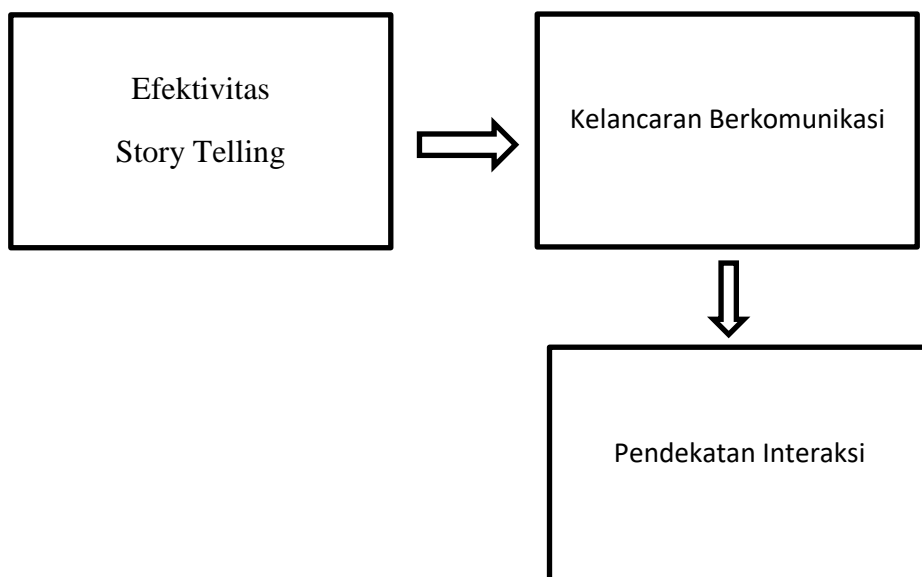 Efektivitas
Story Telling
Kelancaran Berkomunikasi
Pendekatan Interaksi